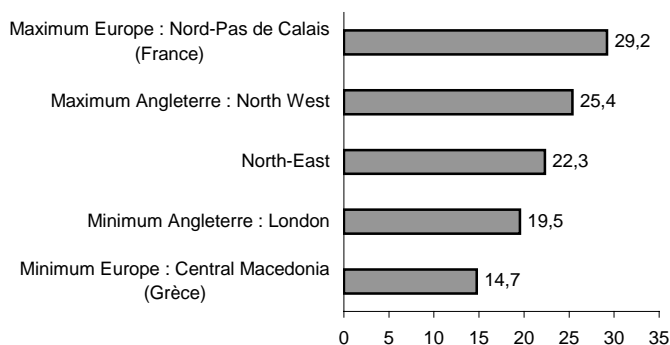 Maximum Europe : Nord-Pas de Calais
(France)
29,2
Maximum Angleterre : North West
25,4
North-East
22,3
Minimum Angleterre : London
19,5
Minimum Europe : Central Macedonia
(Grèce)
14,7
0 5 10 15 20 25 30 35